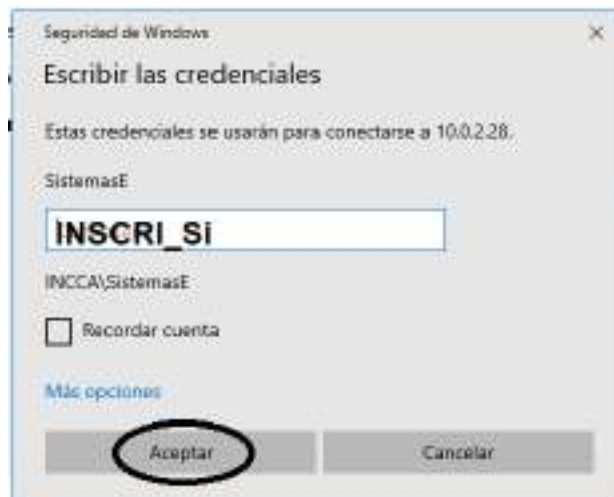 Seguridad de Windows
Escribir las credenciales
Estas credenciales se usarán para conectarse a 10.0.2.28.
SistemasE
INSCRI_Si
INCCA\SistemasE
Recordar cuenta
Más opciones
Aceptar
Cancelar